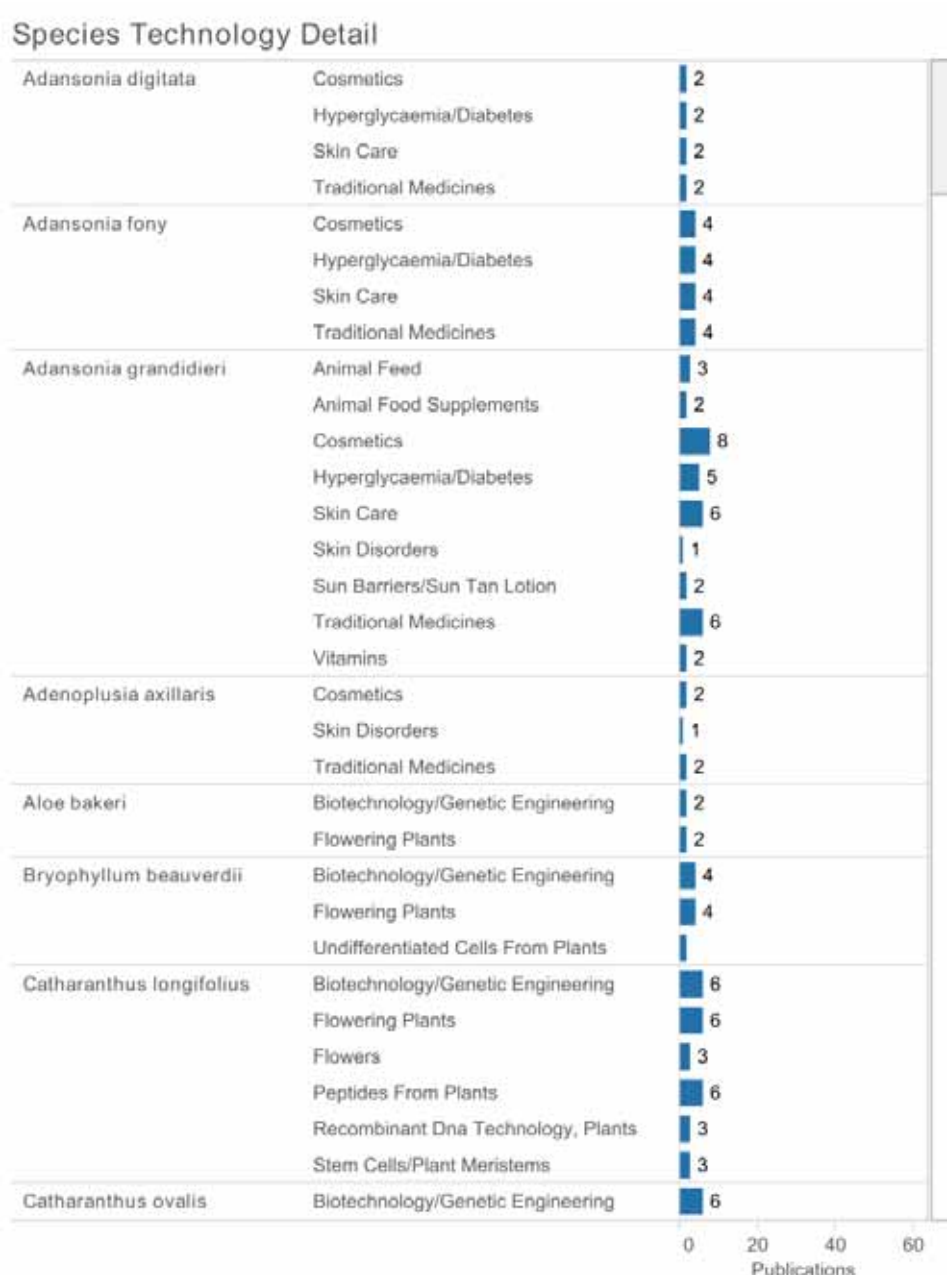 Species Technology Detail
Adansonia digitata Cosmetics 2
Hyperglycaemia/Diabetes 2
Skin Care 2
Traditional Medicines 2
Adansonia fony Cosmetics 4
Hyperglycaemia/Diabetes 4
Skin Care 4
Traditional Medicines 4
Adansonia grandidieri Animal Feed 3
Animal Food Supplements 2
Cosmetics 8
Hyperglycaemia/Diabetes 5
Skin Care 6
Skin Disorders 1
Sun Barriers/Sun Tan Lotion 2
Traditional Medicines 6
Vitamins 2
Adenoplusia axillaris Cosmetics 2
Skin Disorders 1
Traditional Medicines 2
Aloe bakeri Biotechnology/Genetic Engineering 2
Flowering Plants 2
Bryophyllum beauverdii Biotechnology/Genetic Engineering 4
Flowering Plants 4
Undifferentiated Cells From Plants
Catharanthus longifolius Biotechnology/Genetic Engineering 6
Flowering Plants 6
Flowers 3
Peptides From Plants 6
Recombinant Dna Technology, Plants 3
Stem Cells/Plant Meristems 3
Catharanthus ovalis Biotechnology/Genetic Engineering 6
0 20 40 60
Publications